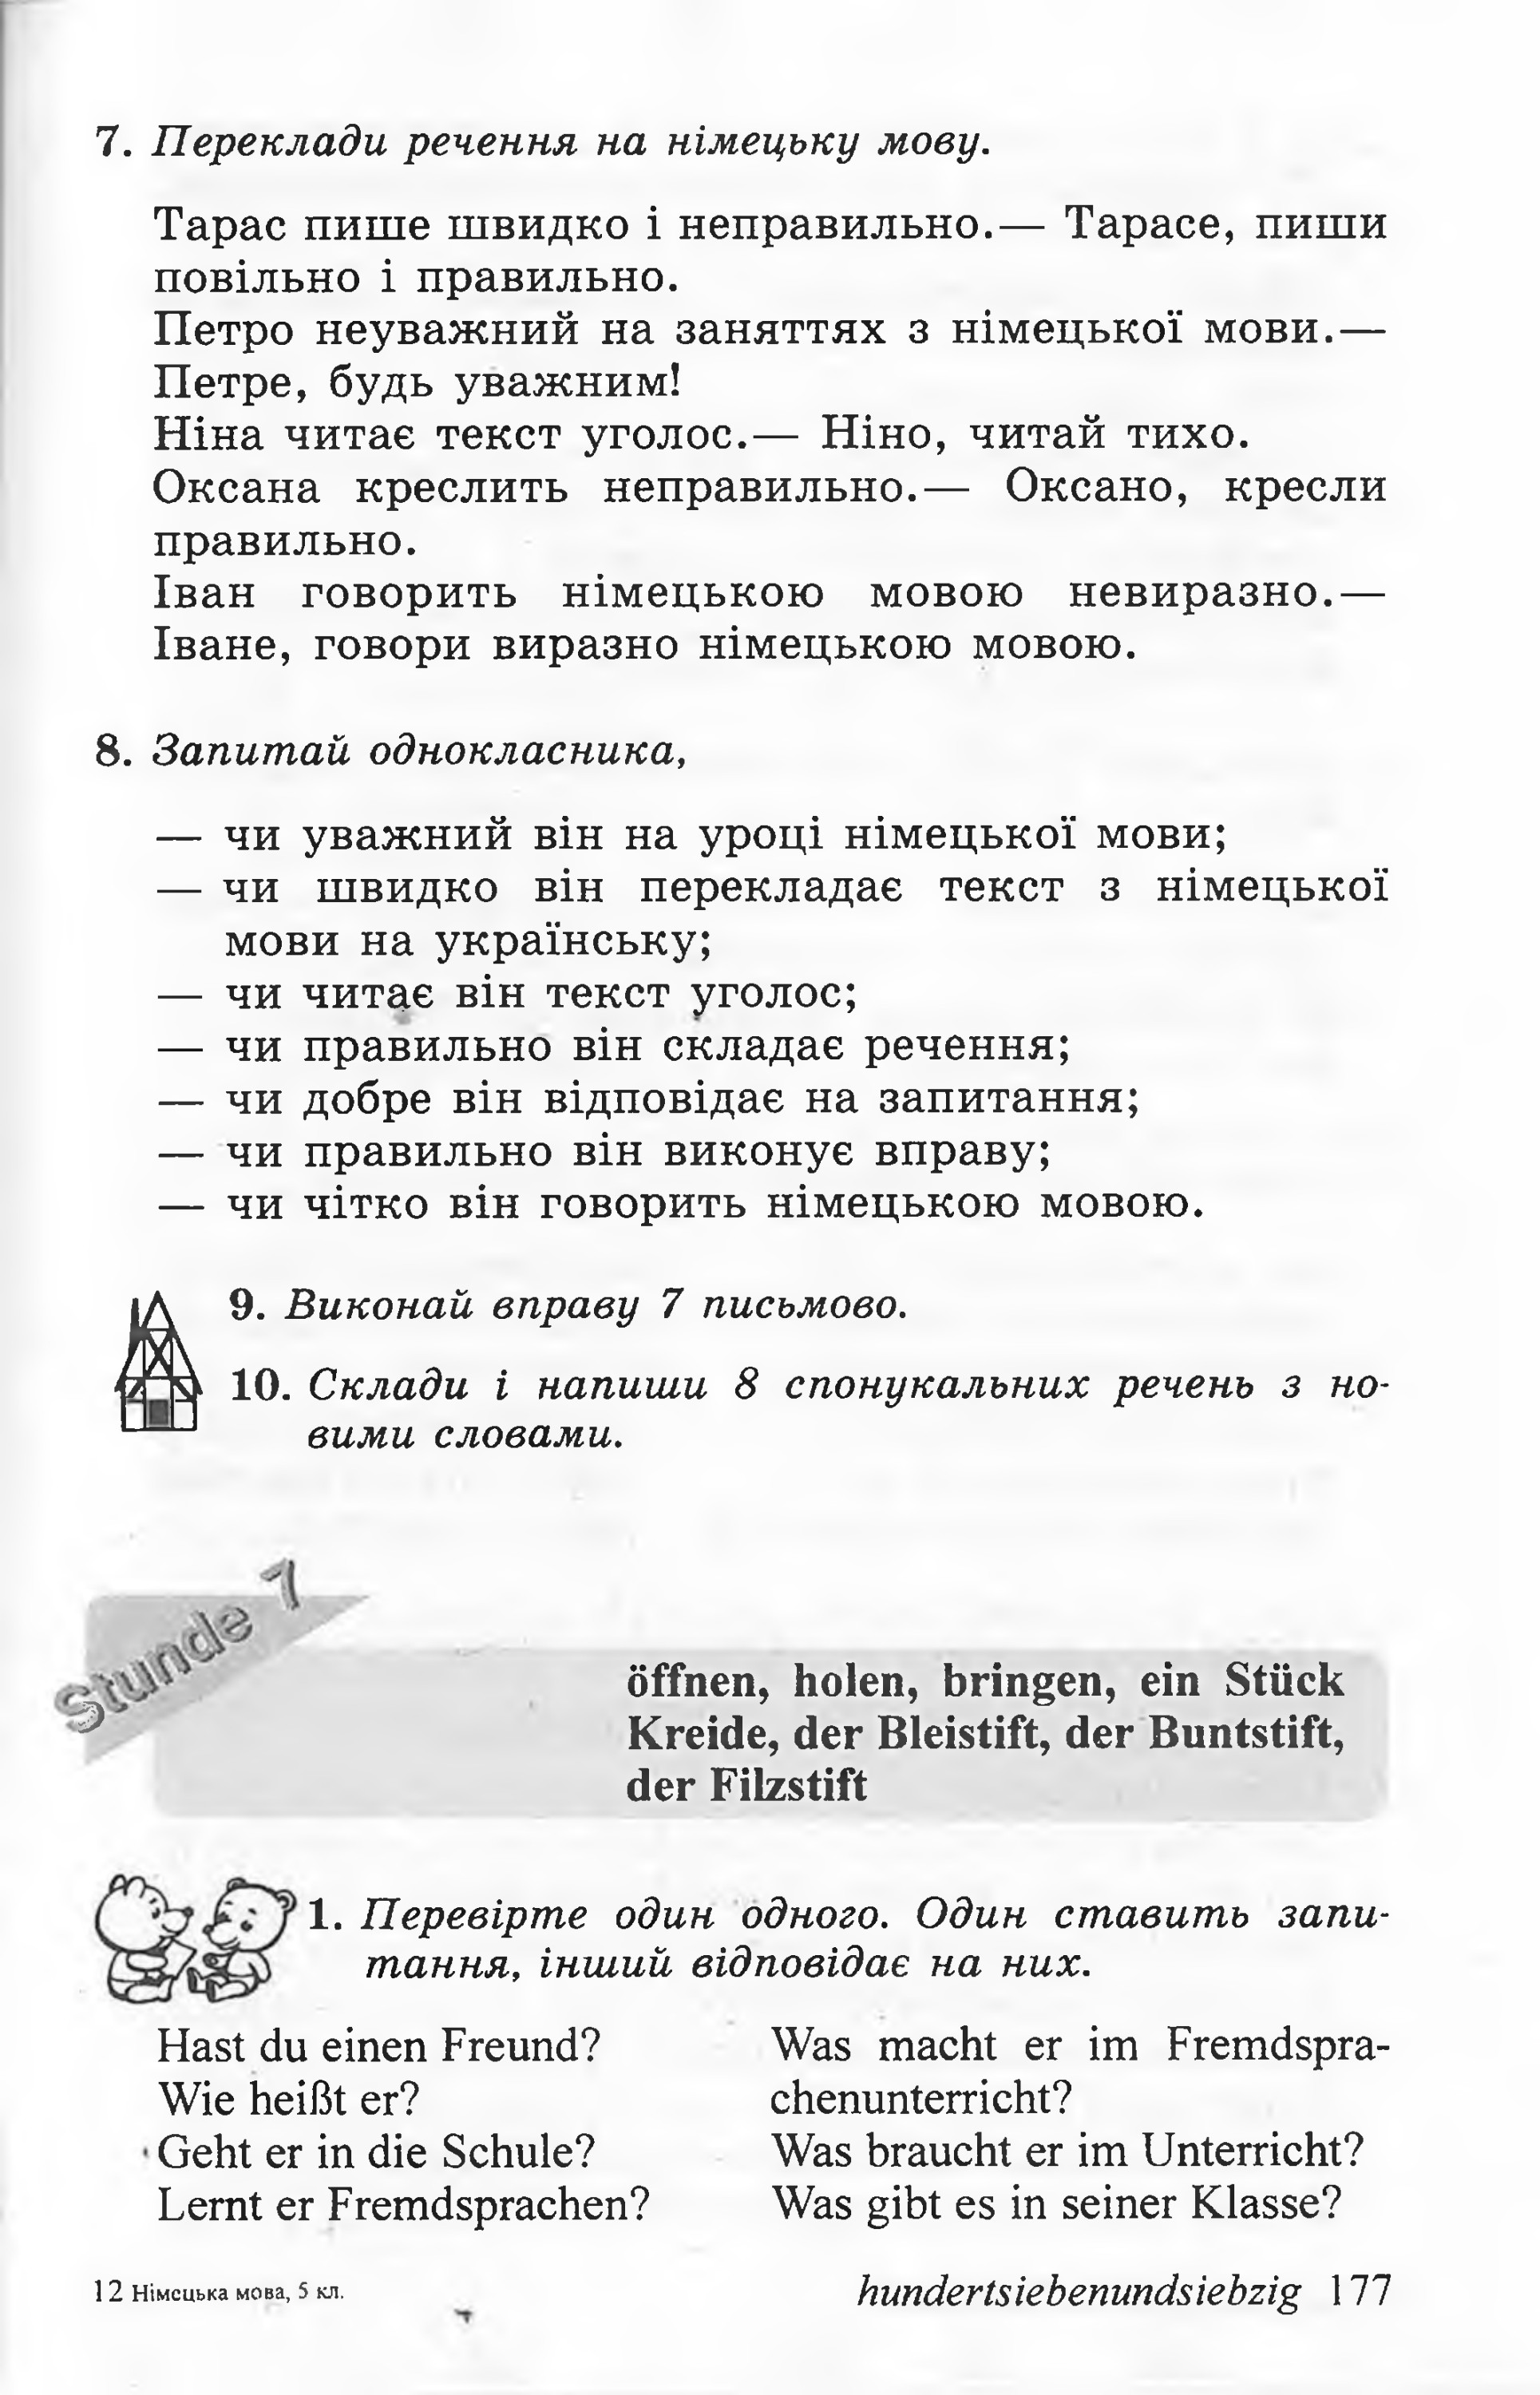 7. Переклади речення на німецьку мову.
Тарас пише швидко і неправильно.— Тарасе, пиши
повільно і правильно.
Петро неуважний на заняттях з німецької мови.—
Петре, будь уважним!
Ніна читає текст уголос.— Ніно, читай тихо.
Оксана креслить неправильно.— Оксано, кресли
правильно.
Іван говорить німецькою мовою невиразно.—
Іване, говори виразно німецькою мовою.
8. Запитай однокласника,
— чи уважний він на уроці німецької мови;
— чи швидко він перекладає текст з німецької
мови на українську;
— чи читає він текст уголос;
— чи правильно він складає речення;
— чи добре він відповідає на запитання;
— чи правильно він виконує вправу;
— чи чітко він говорить німецькою мовою.
9. Виконай вправу 7 письмово.
10. Склади і напиши 8 спонукальних речень з но-
вими словами.
Stunde 7
öffnen, holen, bringen, ein Stück
Kreide, der Bleistift, der Buntstift,
der Filzstift
1. Перевірте один одного. Один ставить запи-
тання, інший відповідає на них.
Hast du einen Freund?
Wie heißt er?
Geht er in die Schule?
Lernt er Fremdsprachen?
Was macht er im Fremdspra-
chenunterricht?
Was braucht er im Unterricht?
Was gibt es in seiner Klasse?
12 Німецька мова, 5 кл.
hundertsiebenundsiebzig 177